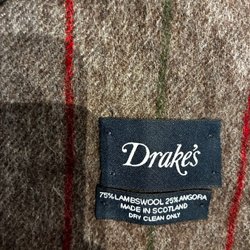 Drake's
75% LAMBSWOOL 25% ANGORA
MADE IN SCOTLAND
DRY CLEAN ONLY